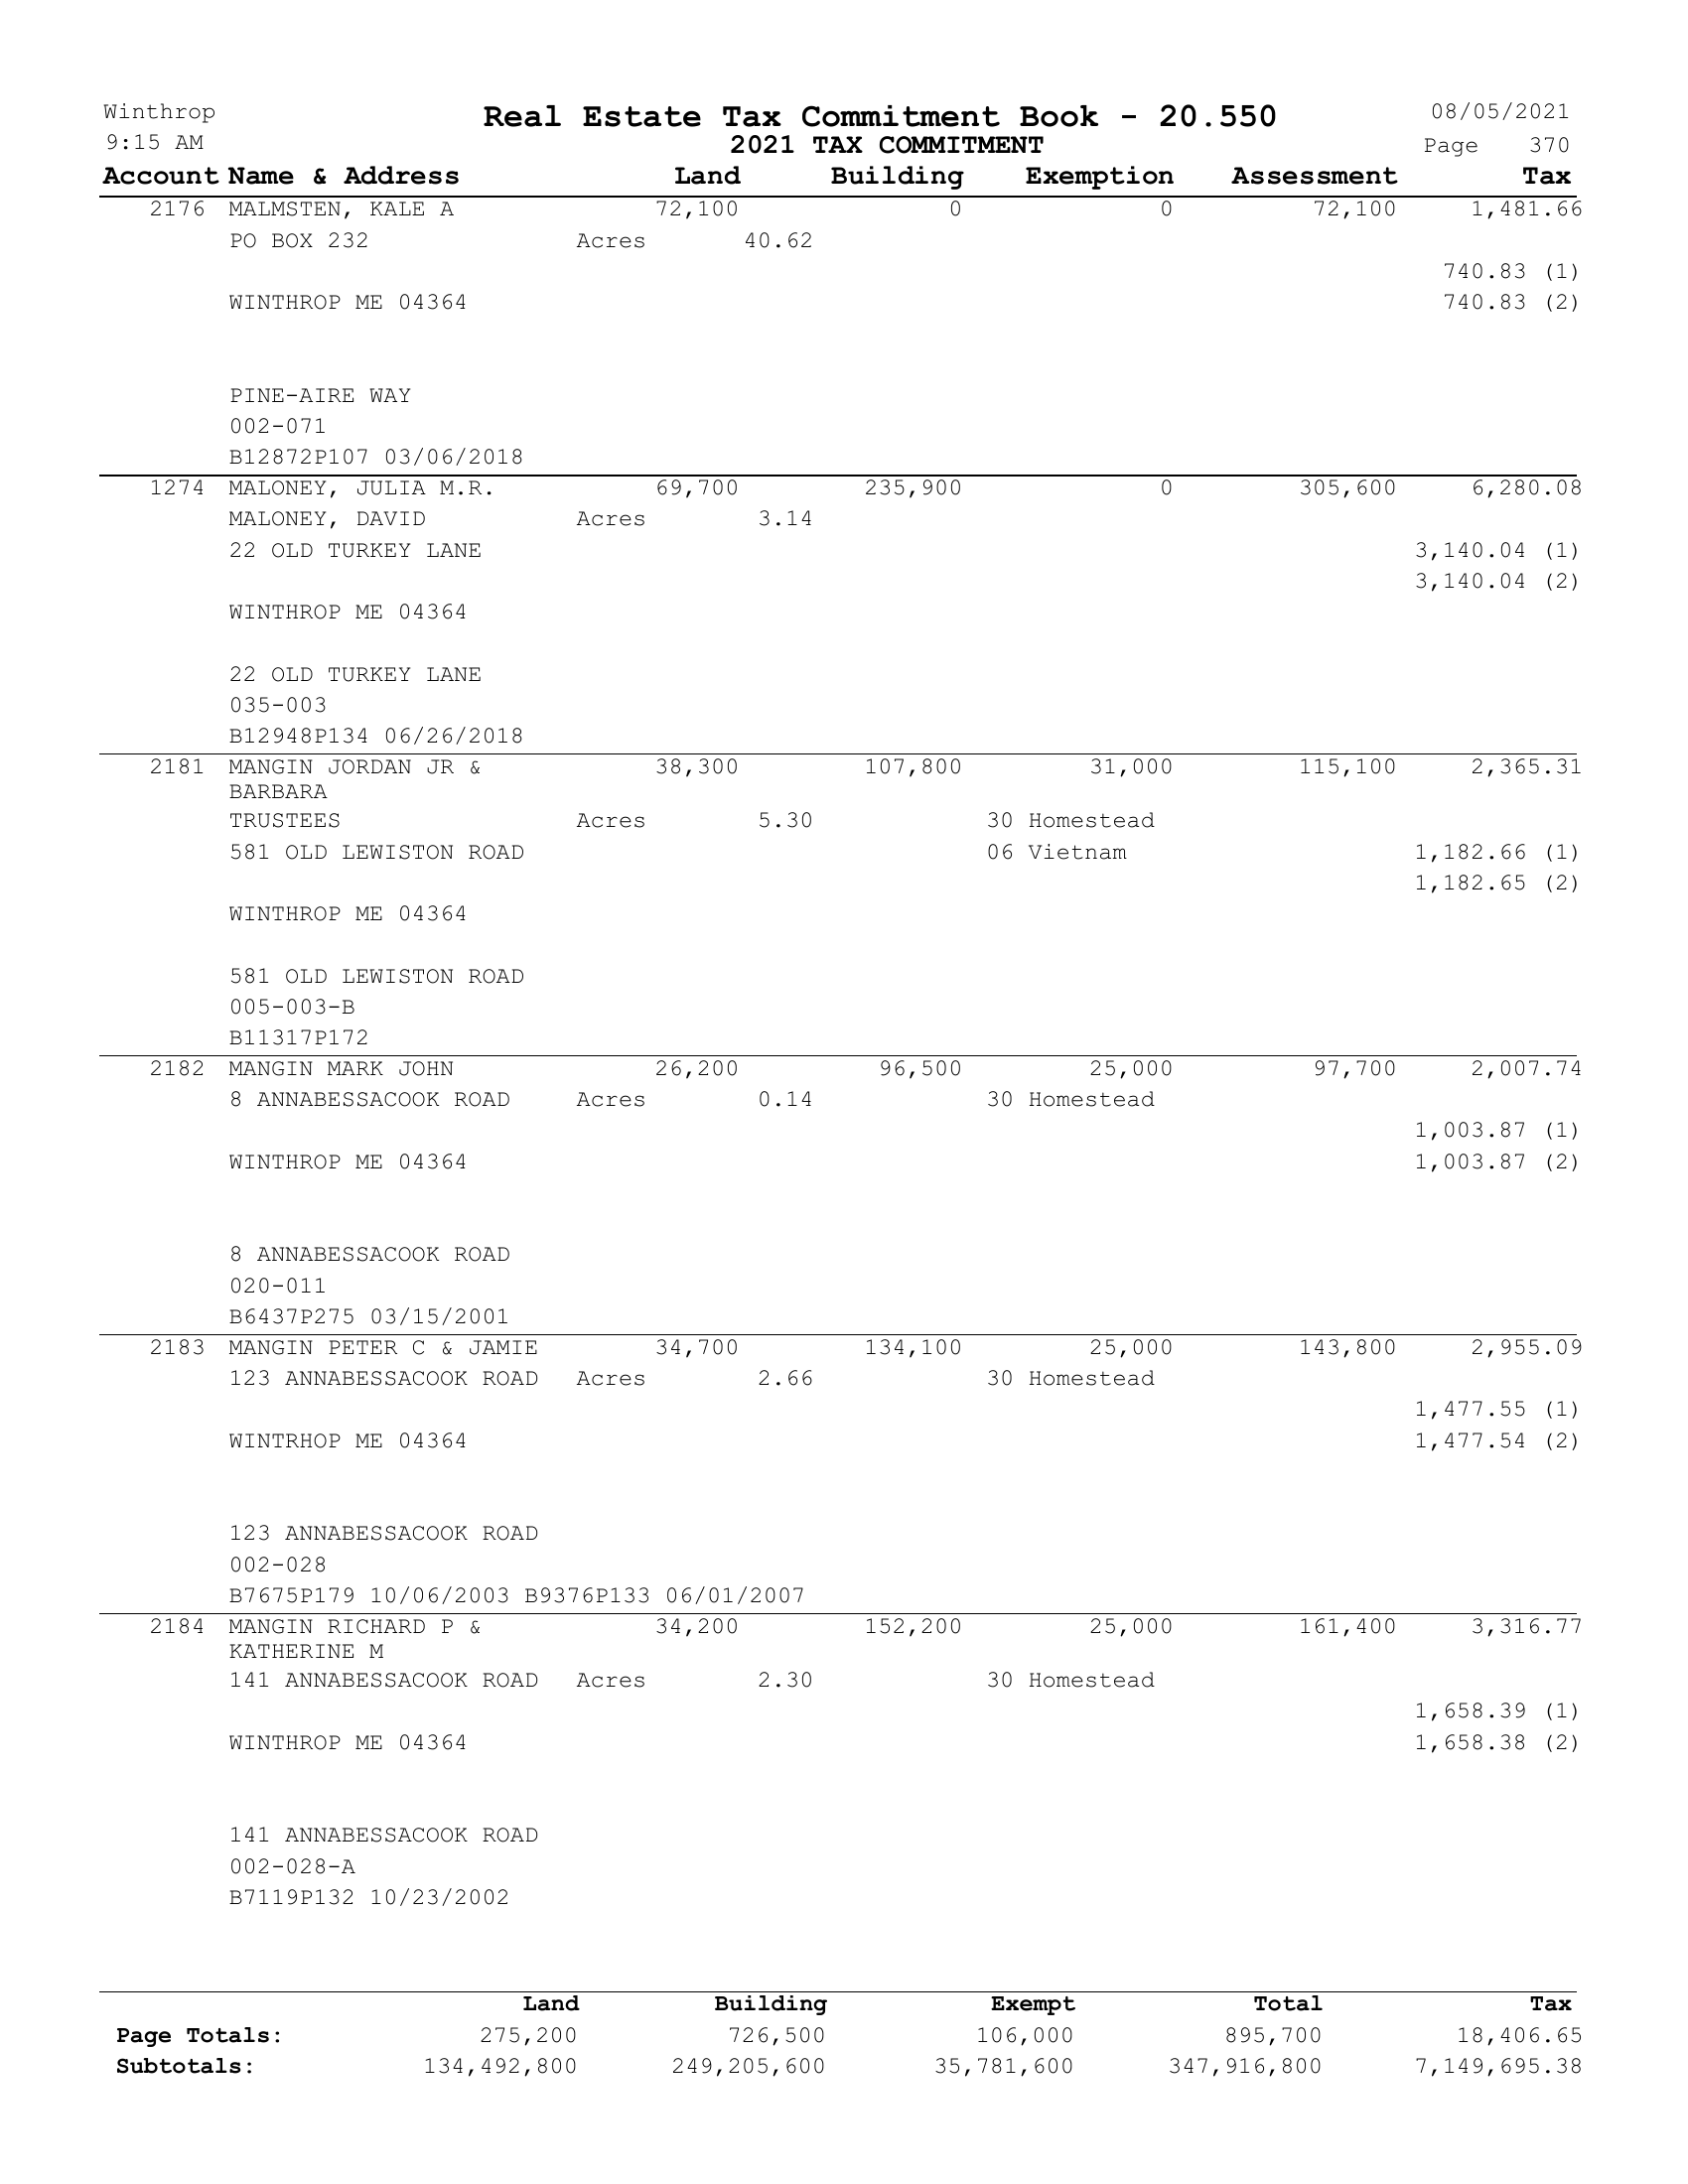 Winthrop Real Estate Tax Commitment Book - 20.550 08/05/2021
9:15 AM 2021 TAX COMMITMENT Page 370
Account Name & Address Land Building Exemption Assessment Tax
2176 MALMSTEN, KALE A 72,100 0 0 72,100 1,481.66
PO BOX 232 Acres 40.62
740.83 (1)
WINTHROP ME 04364 740.83 (2)
PINE-AIRE WAY
002-071
B12872P107 03/06/2018
1274 MALONEY, JULIA M.R. 69,700 235,900 0 305,600 6,280.08
MALONEY, DAVID Acres 3.14
22 OLD TURKEY LANE 3,140.04 (1)
3,140.04 (2)
WINTHROP ME 04364
22 OLD TURKEY LANE
035-003
B12948P134 06/26/2018
2181 MANGIN JORDAN JR & 38,300 107,800 31,000 115,100 2,365.31
BARBARA
TRUSTEES Acres 5.30 30 Homestead
581 OLD LEWISTON ROAD 06 Vietnam 1,182.66 (1)
1,182.65 (2)
WINTHROP ME 04364
581 OLD LEWISTON ROAD
005-003-B
B11317P172
2182 MANGIN MARK JOHN 26,200 96,500 25,000 97,700 2,007.74
8 ANNABESSACOOK ROAD Acres 0.14 30 Homestead
1,003.87 (1)
WINTHROP ME 04364 1,003.87 (2)
8 ANNABESSACOOK ROAD
020-011
B6437P275 03/15/2001
2183 MANGIN PETER C & JAMIE 34,700 134,100 25,000 143,800 2,955.09
123 ANNABESSACOOK ROAD Acres 2.66 30 Homestead
1,477.55 (1)
WINTRHOP ME 04364 1,477.54 (2)
123 ANNABESSACOOK ROAD
002-028
B7675P179 10/06/2003 B9376P133 06/01/2007
2184 MANGIN RICHARD P & 34,200 152,200 25,000 161,400 3,316.77
KATHERINE M
141 ANNABESSACOOK ROAD Acres 2.30 30 Homestead
1,658.39 (1)
WINTHROP ME 04364 1,658.38 (2)
141 ANNABESSACOOK ROAD
002-028-A
B7119P132 10/23/2002
Land Building Exempt Total Tax
Page Totals: 275,200 726,500 106,000 895,700 18,406.65
Subtotals: 134,492,800 249,205,600 35,781,600 347,916,800 7,149,695.38